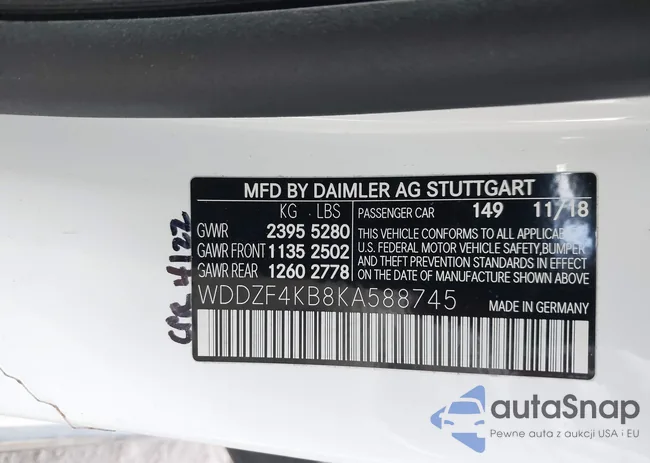 MFD BY DAIMLER AG STUTTGART
KG LBS
GVWR 2395 5280
GAWR FRONT 1135 2502
GAWR REAR 1260 2778
PASSENGER CAR 149 11/18
THIS VEHICLE CONFORMS TO ALL APPLICABLE
U.S. FEDERAL MOTOR VEHICLE SAFETY, BUMPER
AND THEFT PREVENTION STANDARDS IN
EFFECT ON THE DATE OF MANUFACTURE SHOWN ABOVE
WDDZF4KB8KA588745
MADE IN GERMANY
4122
autaSnap
Pewne auta z aukcji USA i EU